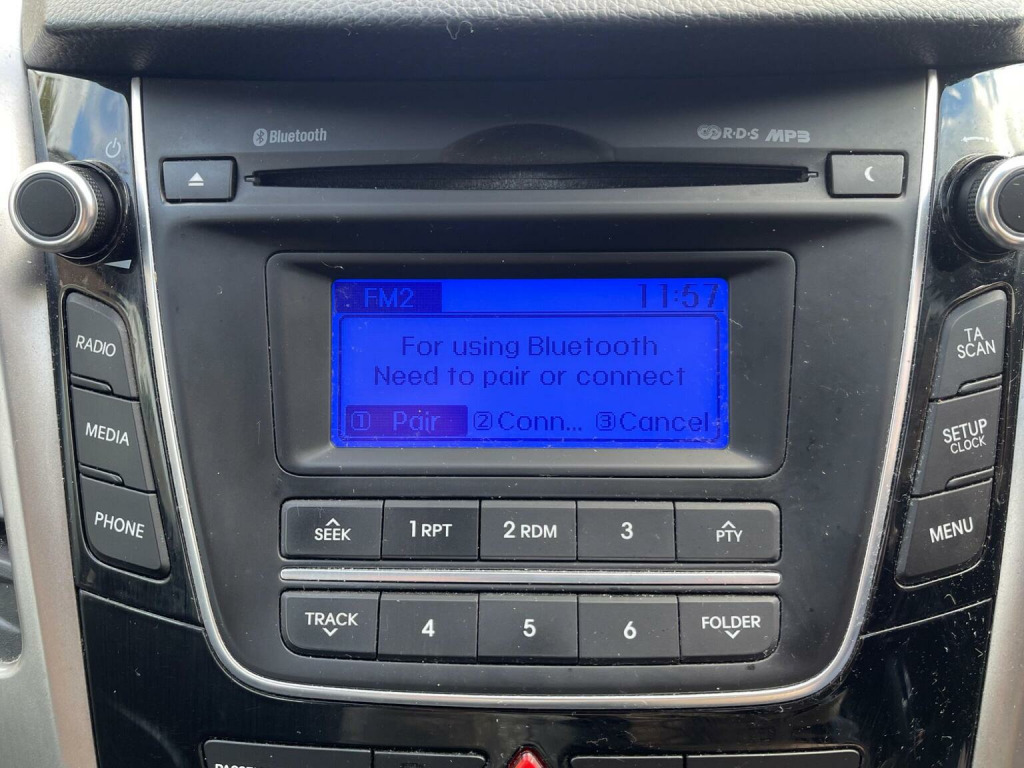 Bluetooth
R·D·S MP3
FM2 11:57
For using Bluetooth
Need to pair or connect
1 Pair 2 Conn... 3 Cancel
RADIO
MEDIA
PHONE
TA
SCAN
SETUP
CLOCK
MENU
SEEK 1 RPT 2 RDM 3 PTY
TRACK 4 5 6 FOLDER